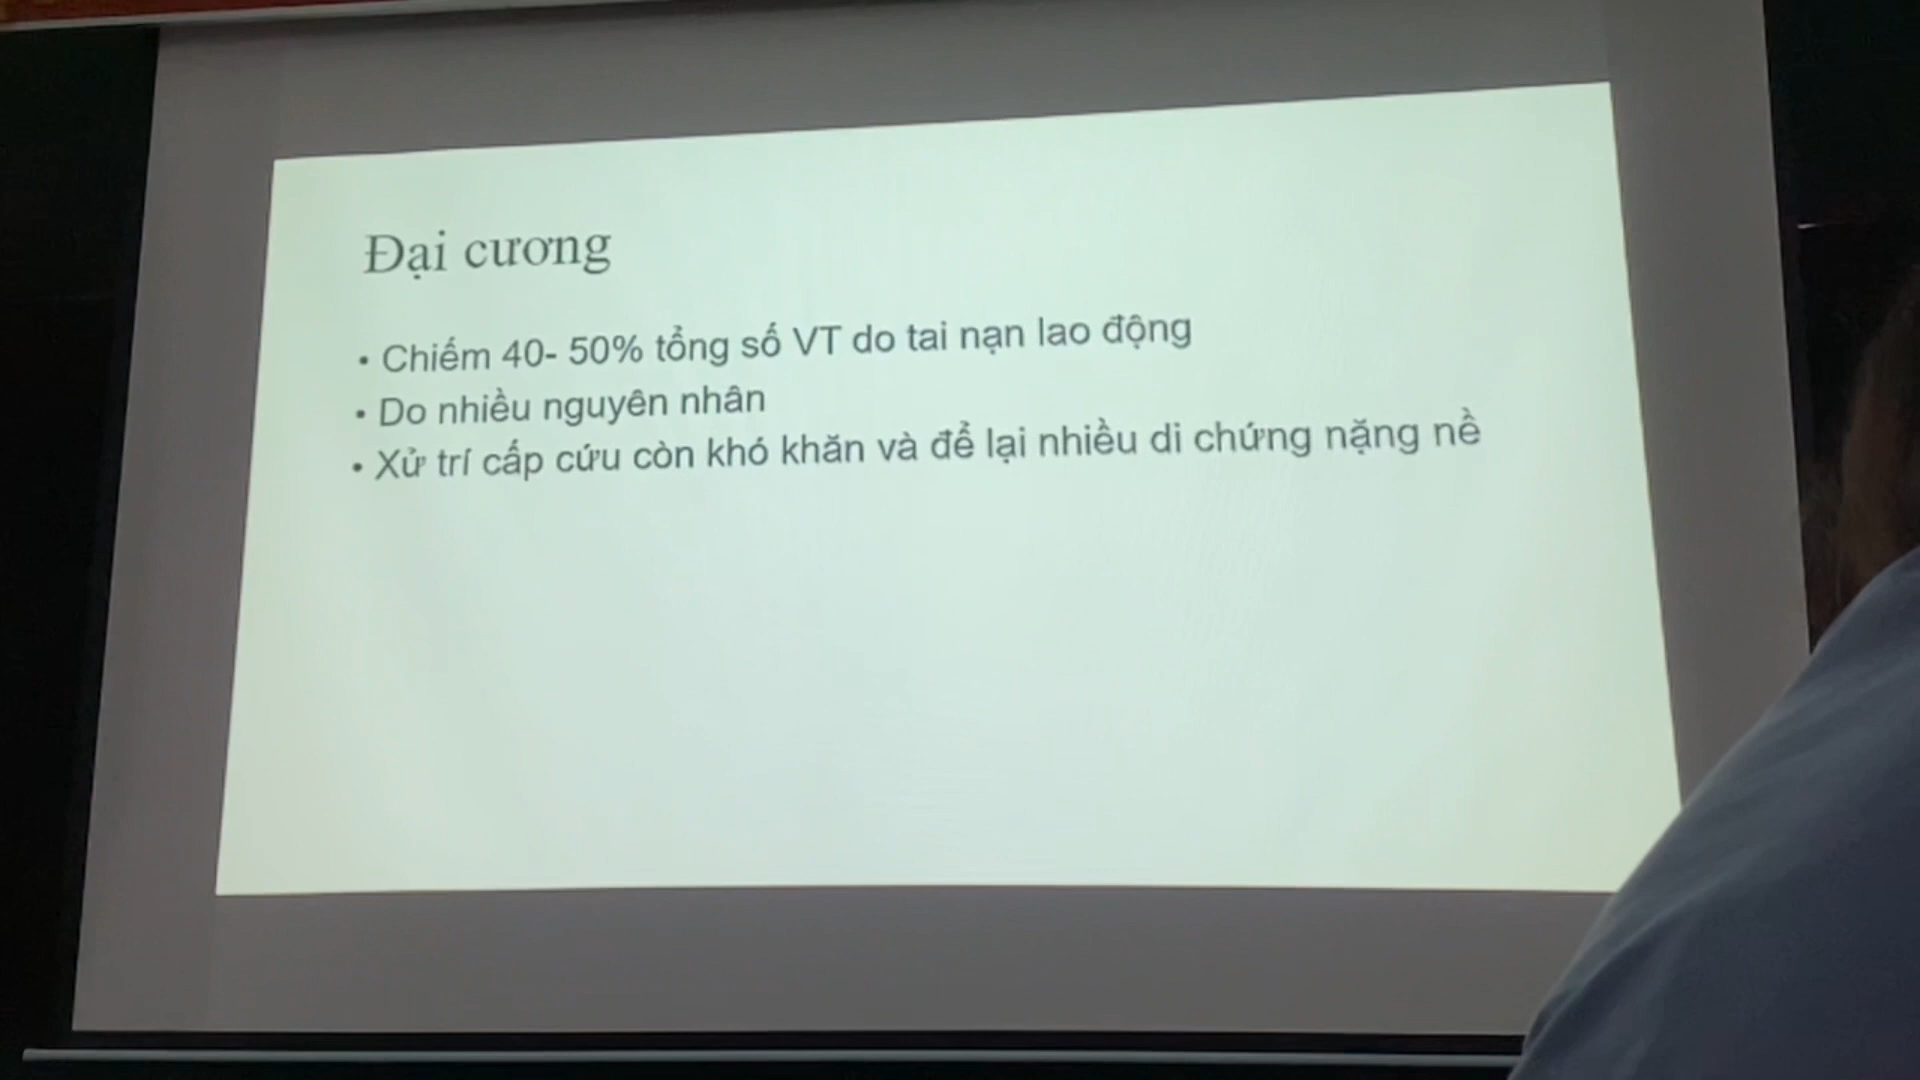 Đại cương
• Chiếm 40- 50% tổng số VT do tai nạn lao động
• Do nhiều nguyên nhân
• Xử trí cấp cứu còn khó khăn và để lại nhiều di chứng nặng nề